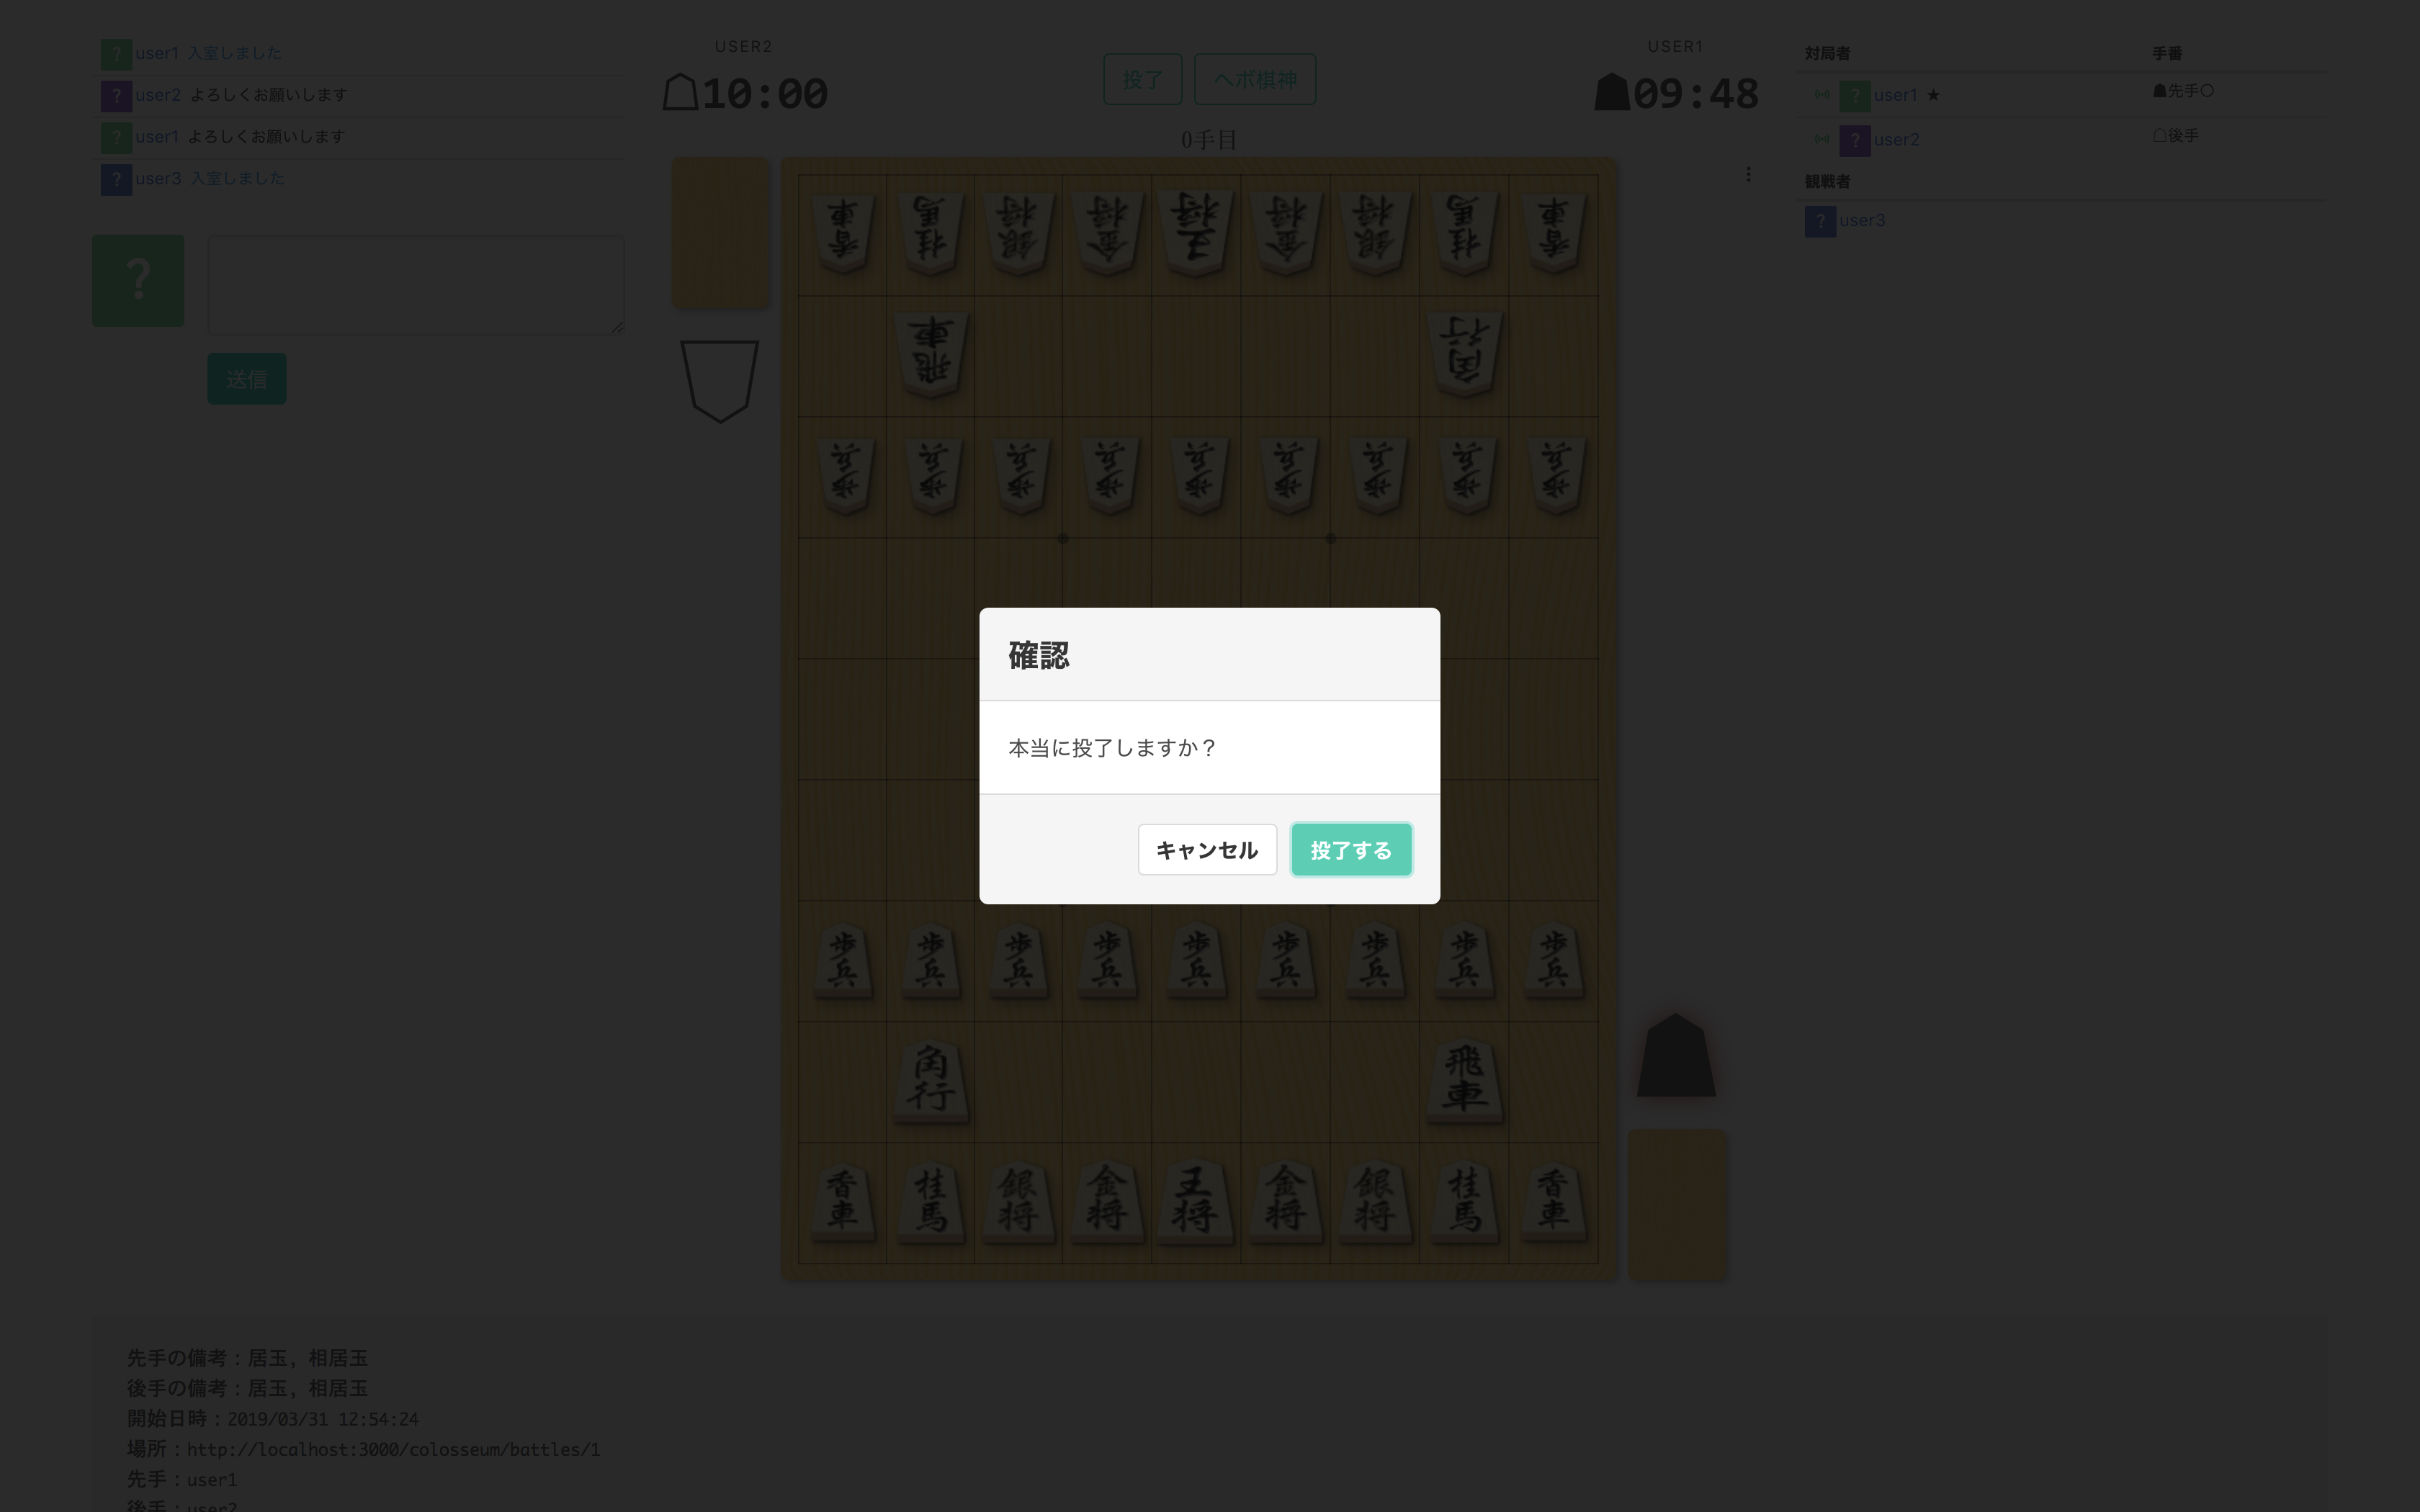 ? user1 入室しました
? user2 よろしくお願いします
? user1 よろしくお願いします
? user3 入室しました
?
送信
USER2
10:00
投了
ヘボ棋神
USER1
09:48
0手目
対局者 手番
? user1 ★ ☗先手○
? user2 ☖後手
観戦者
? user3
香車 桂馬 銀将 金将 王将 金将 銀将 桂馬 香車
飛車 角行
歩兵 歩兵 歩兵 歩兵 歩兵 歩兵 歩兵 歩兵 歩兵
確認
本当に投了しますか？
キャンセル 投了する
歩兵 歩兵 歩兵 歩兵 歩兵 歩兵 歩兵 歩兵 歩兵
角行 飛車
香車 桂馬 銀将 金将 王将 金将 銀将 桂馬 香車
先手の備考：居玉, 相居玉
後手の備考：居玉, 相居玉
開始日時：2019/03/31 12:54:24
場所：http://localhost:3000/colosseum/battles/1
先手：user1
後手：user2